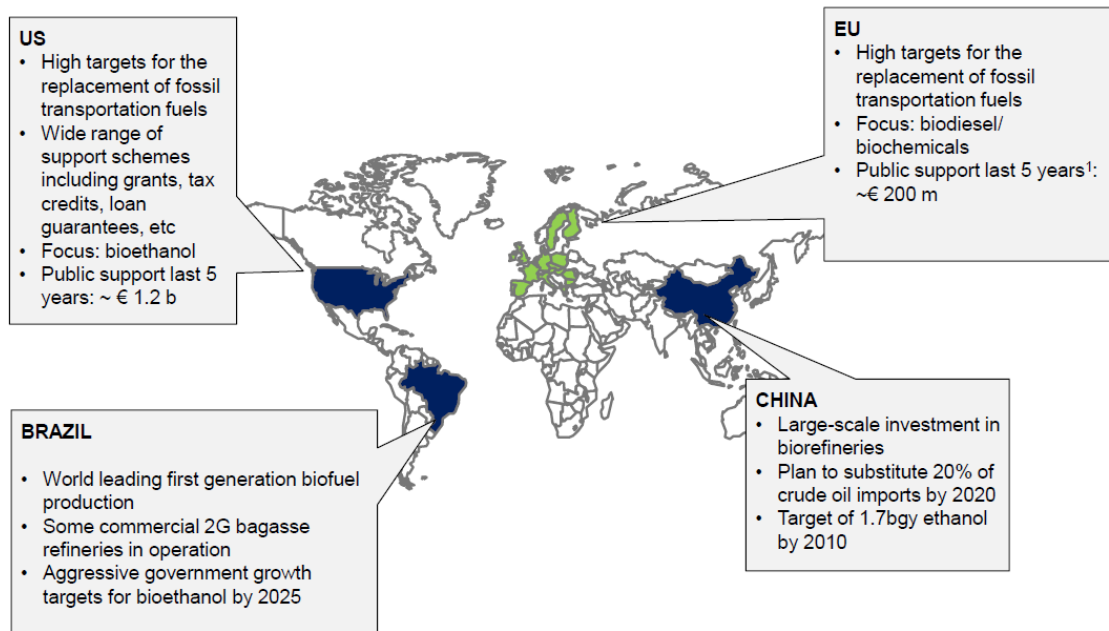 US
• High targets for the
replacement of fossil
transportation fuels
• Wide range of
support schemes
including grants, tax
credits, loan
guarantees, etc
• Focus: bioethanol
• Public support last 5
years: ~ € 1.2 b
EU
• High targets for the
replacement of fossil
transportation fuels
• Focus: biodiesel/
biochemicals
• Public support last 5 years¹:
~€ 200 m
BRAZIL
• World leading first generation biofuel
production
• Some commercial 2G bagasse
refineries in operation
• Aggressive government growth
targets for bioethanol by 2025
CHINA
• Large-scale investment in
biorefineries
• Plan to substitute 20% of
crude oil imports by 2020
• Target of 1.7bgy ethanol
by 2010